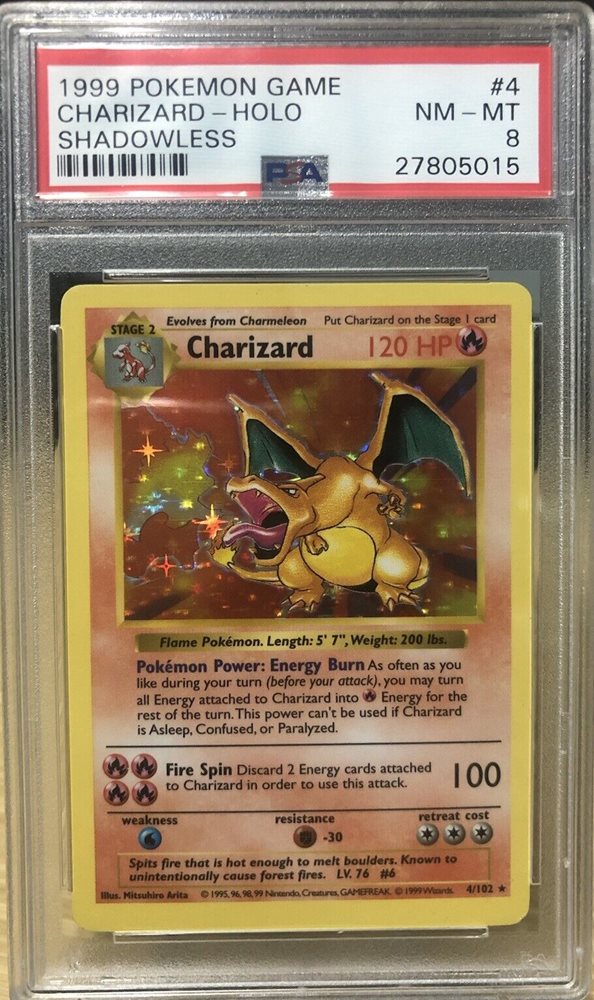 1999 POKEMON GAME #4
CHARIZARD – HOLO NM – MT
SHADOWLESS 8
PSA 27805015
STAGE 2 Evolves from Charmeleon Put Charizard on the Stage 1 card
Charizard 120 HP
Flame Pokémon. Length: 5' 7", Weight: 200 lbs.
Pokémon Power: Energy Burn As often as you
like during your turn (before your attack), you may turn
all Energy attached to Charizard into Energy for the
rest of the turn. This power can't be used if Charizard
is Asleep, Confused, or Paralyzed.
Fire Spin Discard 2 Energy cards attached 100
to Charizard in order to use this attack.
weakness resistance retreat cost
-30
Spits fire that is hot enough to melt boulders. Known to
unintentionally cause forest fires. LV. 76 #6
Illus. Mitsuhiro Arita © 1995, 96, 98, 99 Nintendo, Creatures, GAMEFREAK. © 1999 Wizards. 4/102 ★